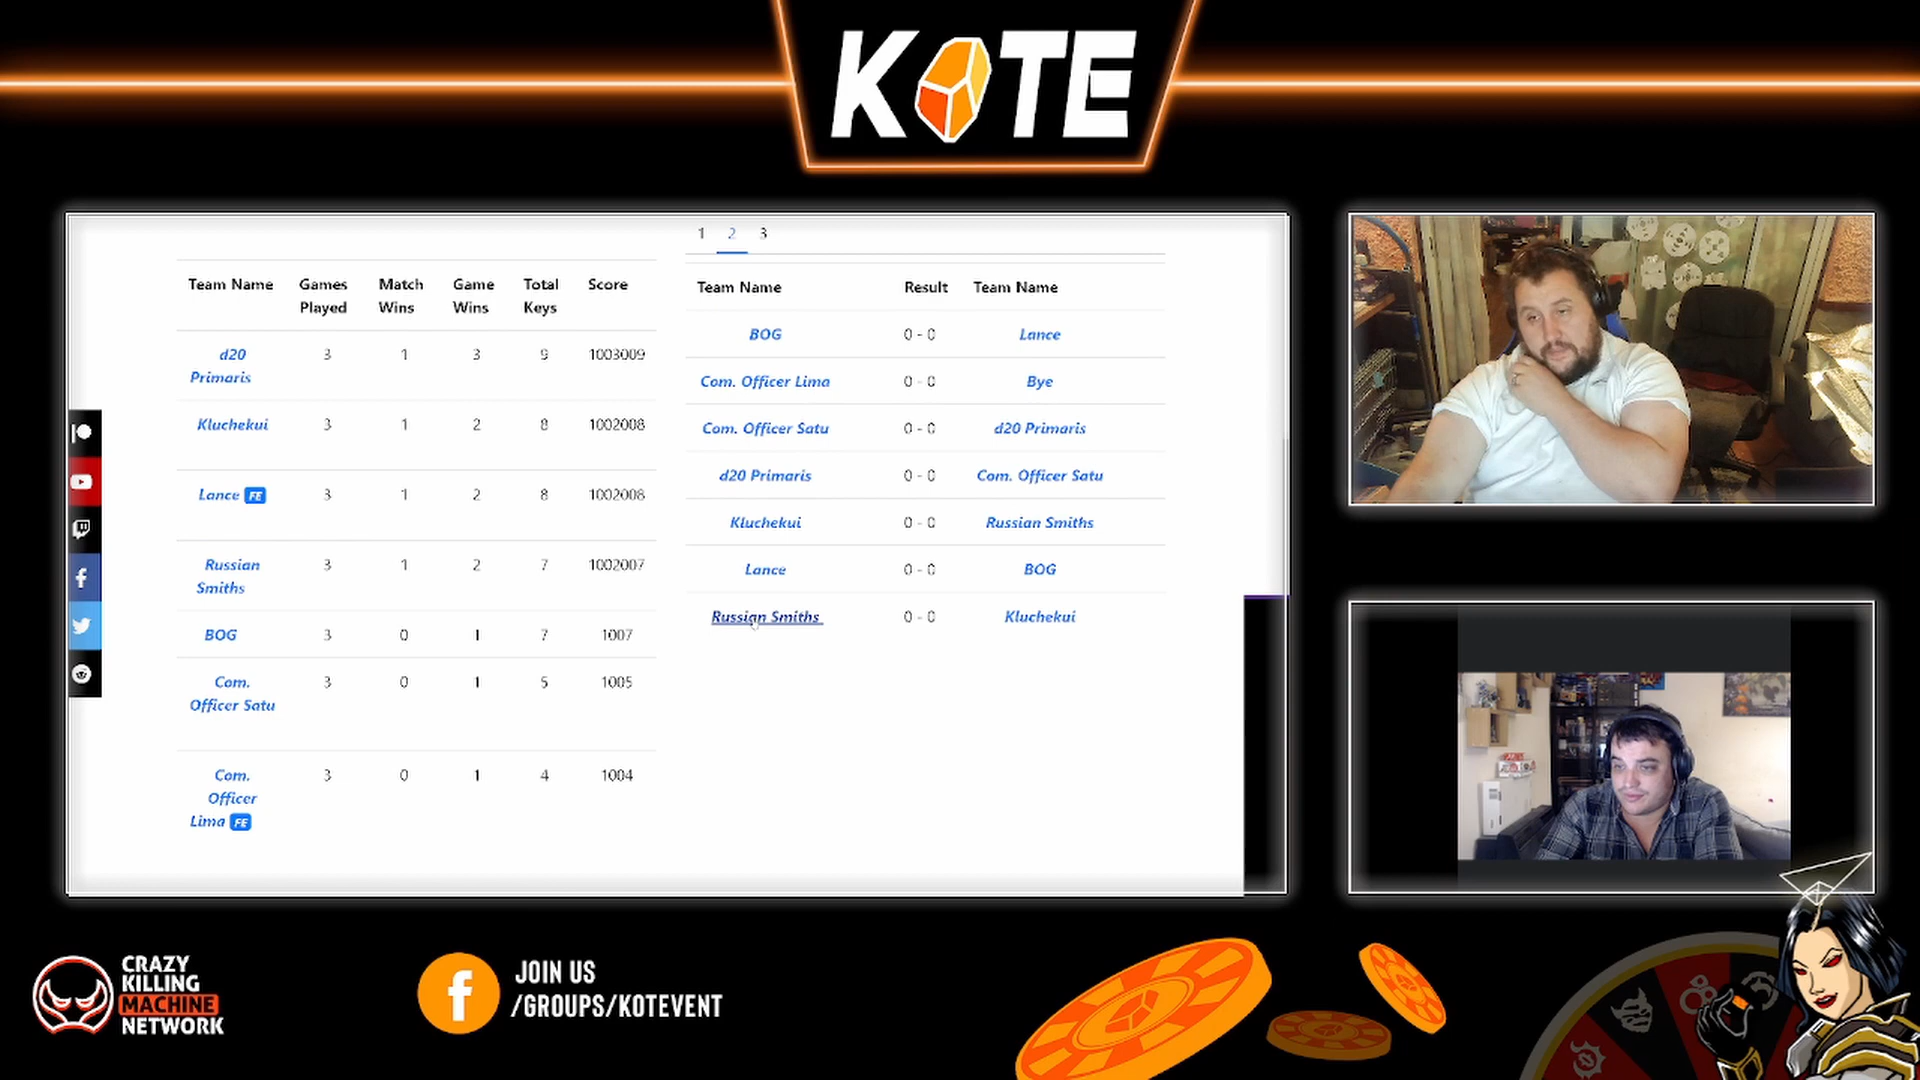 KOTE
1 2 3
Team Name Games Played Match Wins Game Wins Total Keys Score
d20 Primaris 3 1 3 9 1003009
Kluchekui 3 1 2 8 1002008
Lance FE 3 1 2 8 1002008
Russian Smiths 3 1 2 7 1002007
BOG 3 0 1 7 1007
Com. Officer Satu 3 0 1 5 1005
Com. Officer Lima FE 3 0 1 4 1004
Team Name Result Team Name
BOG 0 - 0 Lance
Com. Officer Lima 0 - 0 Bye
Com. Officer Satu 0 - 0 d20 Primaris
d20 Primaris 0 - 0 Com. Officer Satu
Kluchekui 0 - 0 Russian Smiths
Lance 0 - 0 BOG
Russian Smiths 0 - 0 Kluchekui
CRAZY
KILLING
MACHINE
NETWORK
JOIN US
/GROUPS/KOTEVENT